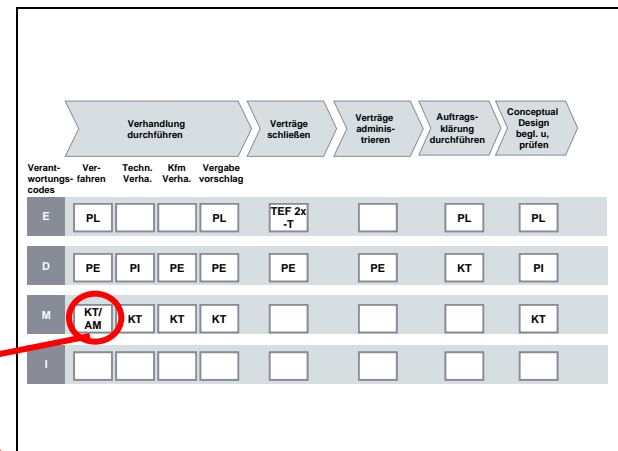 Verhandlung
durchführen
Verträge
schließen
Verträge
adminis-
trieren
Auftrags-
klärung
durchführen
Conceptual
Design
begl. u,
prüfen
Verant-
wortungs-
codes
Ver-
fahren
Techn.
Verha.
Kfm
Verha.
Vergabe
vorschlag
E
PL
PL
TEF 2x
-T
PL
PL
D
PE
PI
PE
PE
PE
PE
KT
PI
M
KT/
AM
KT
KT
KT
KT
I